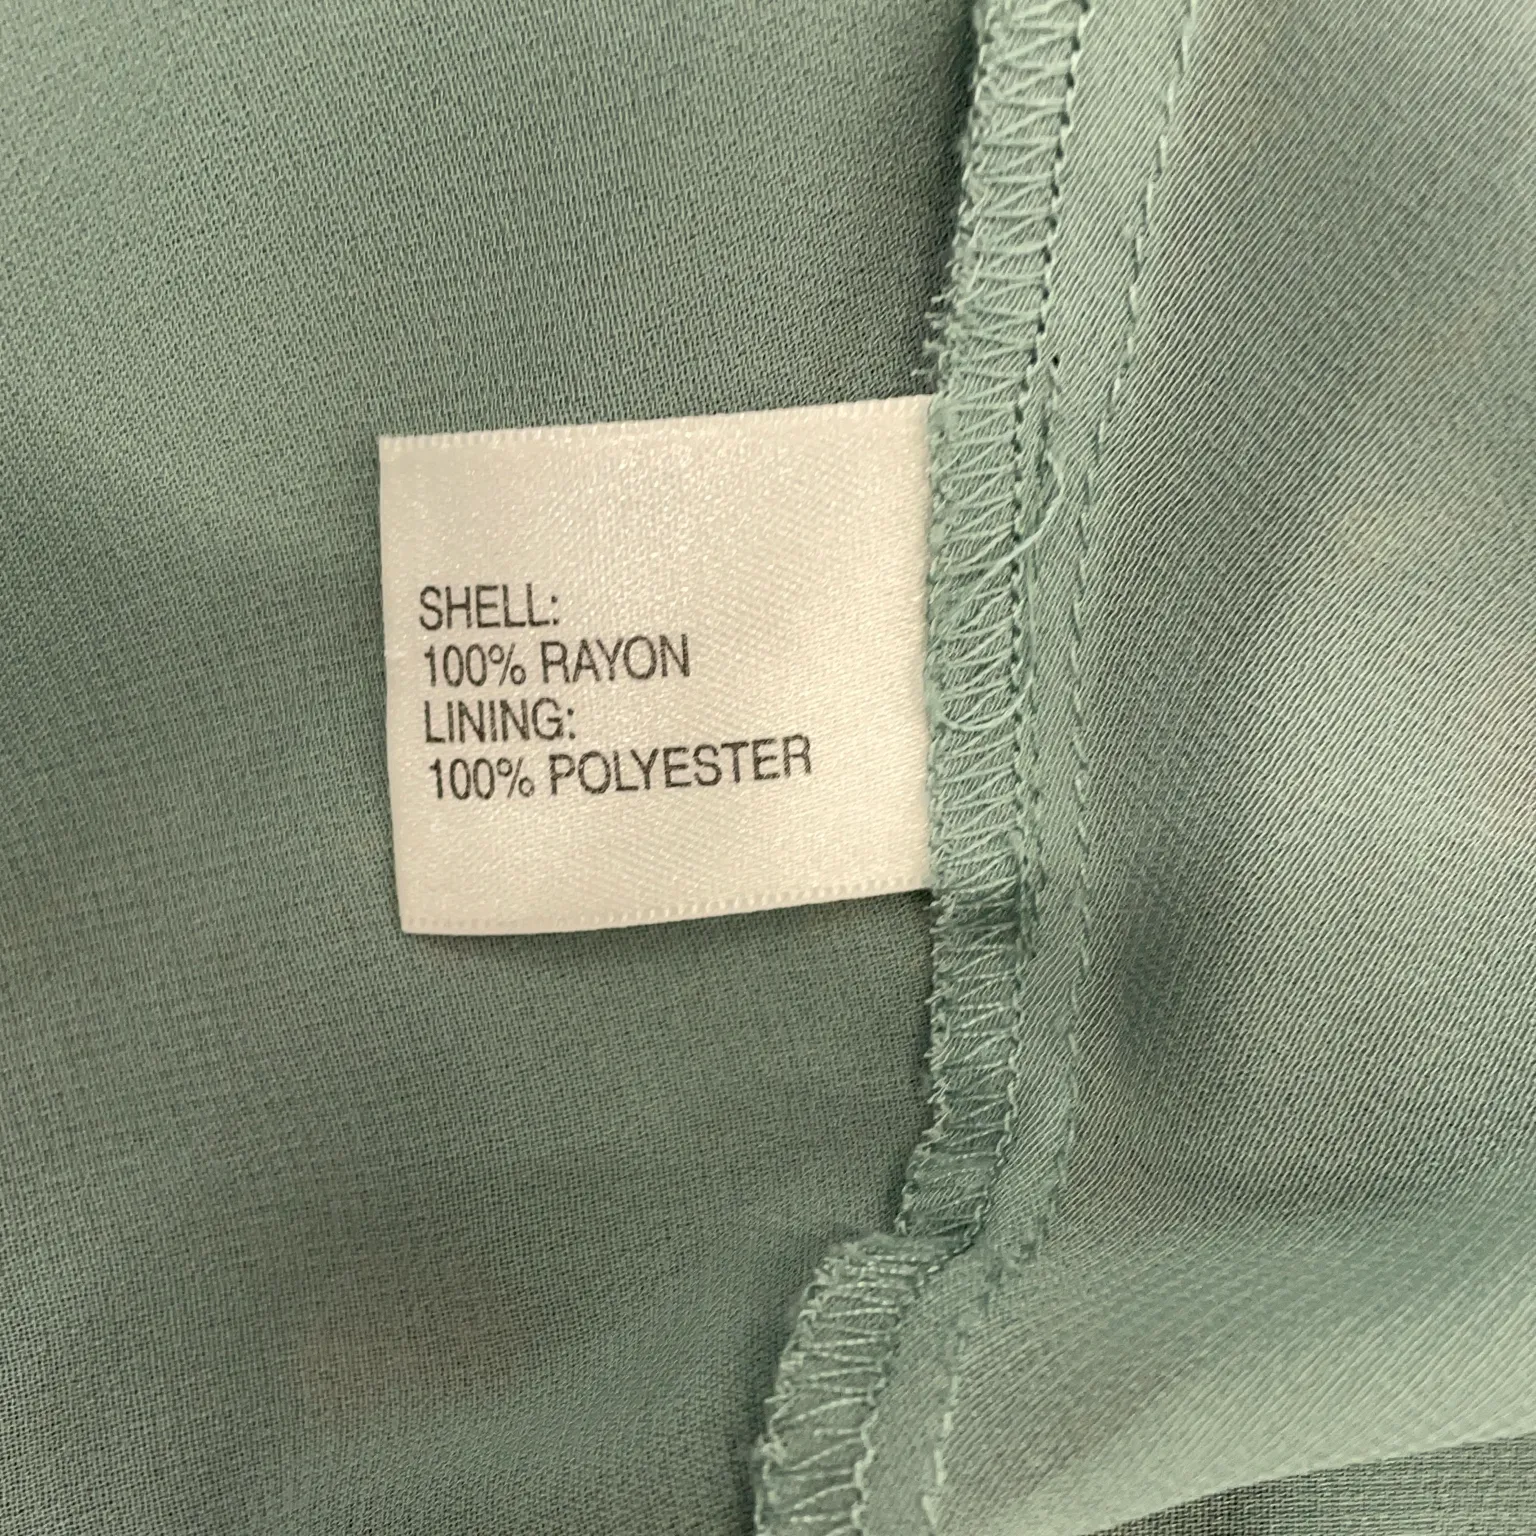 SHELL:
100% RAYON
LINING:
100% POLYESTER